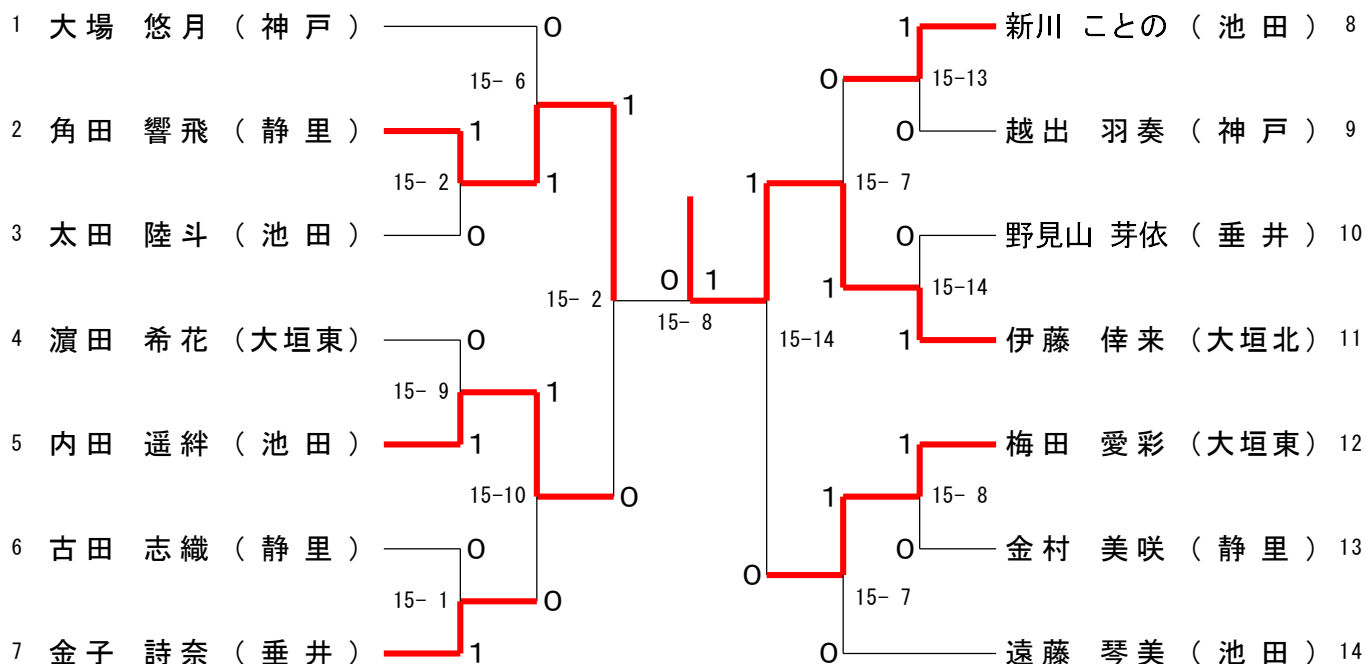 1 大場 悠月 ( 神戸 ) 0
15- 6
1
2 角田 響飛 ( 静里 ) 1
15- 2
1
3 太田 陸斗 ( 池田 ) 0
15- 2
4 濵田 希花 (大垣東) 0
15- 9
1
5 内田 遥絆 ( 池田 ) 1
15-10
0
6 古田 志織 ( 静里 ) 0
15- 1
0
7 金子 詩奈 ( 垂井 ) 1
0 1
15- 8
1 新川 ことの ( 池田 ) 8
0
15-13
0 越出 羽奏 ( 神戸 ) 9
1
15- 7
0 野見山 芽依 ( 垂井 ) 10
1
15-14
15-14
1 伊藤 倖来 (大垣北) 11
1 梅田 愛彩 (大垣東) 12
1
15- 8
0 金村 美咲 ( 静里 ) 13
0
15- 7
0 遠藤 琴美 ( 池田 ) 14